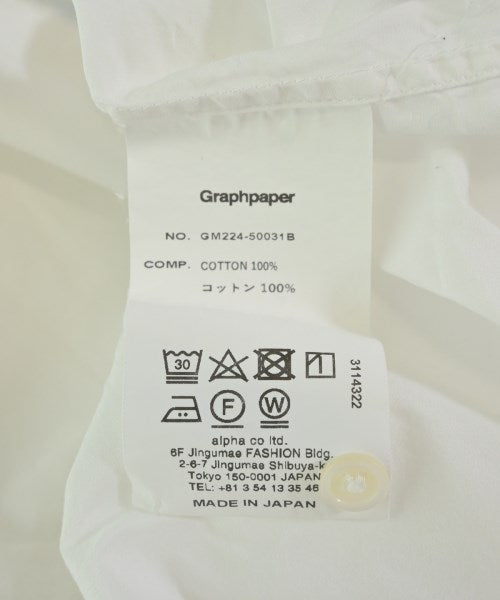 Graphpaper
NO. GM224-50031B
COMP. COTTON 100%
コットン 100%
30
3114322
F
W
alpha co ltd.
6F Jingumae FASHION Bldg.
2-6-7 Jingumae Shibuya-k
Tokyo 150-0001 JAPAN
TEL: +81 3 54 13 35 46
MADE IN JAPAN